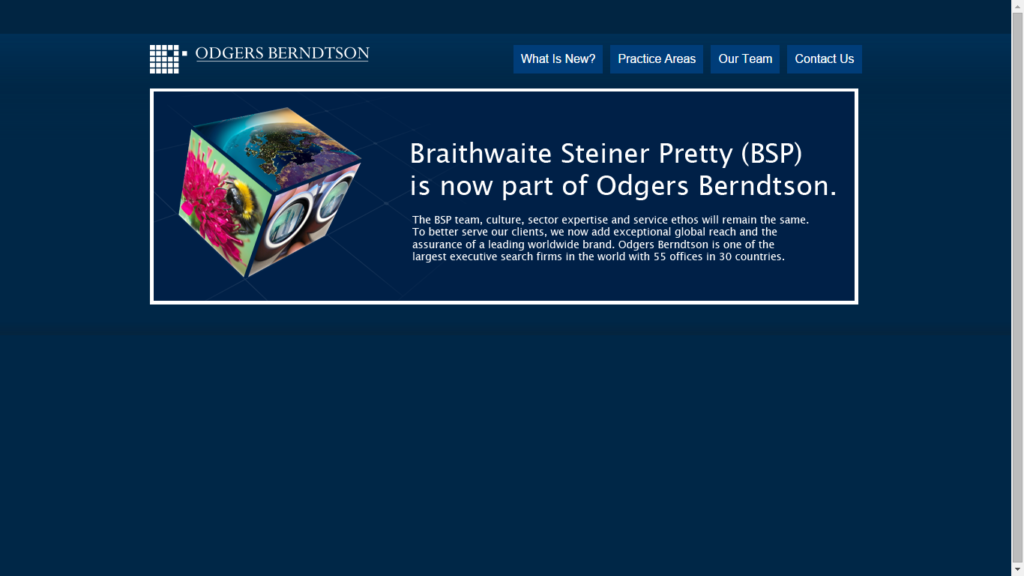 ODGERS BERNDTSON
What Is New?
Practice Areas
Our Team
Contact Us
Braithwaite Steiner Pretty (BSP)
is now part of Odgers Berndtson.
The BSP team, culture, sector expertise and service ethos will remain the same.
To better serve our clients, we now add exceptional global reach and the
assurance of a leading worldwide brand. Odgers Berndtson is one of the
largest executive search firms in the world with 55 offices in 30 countries.